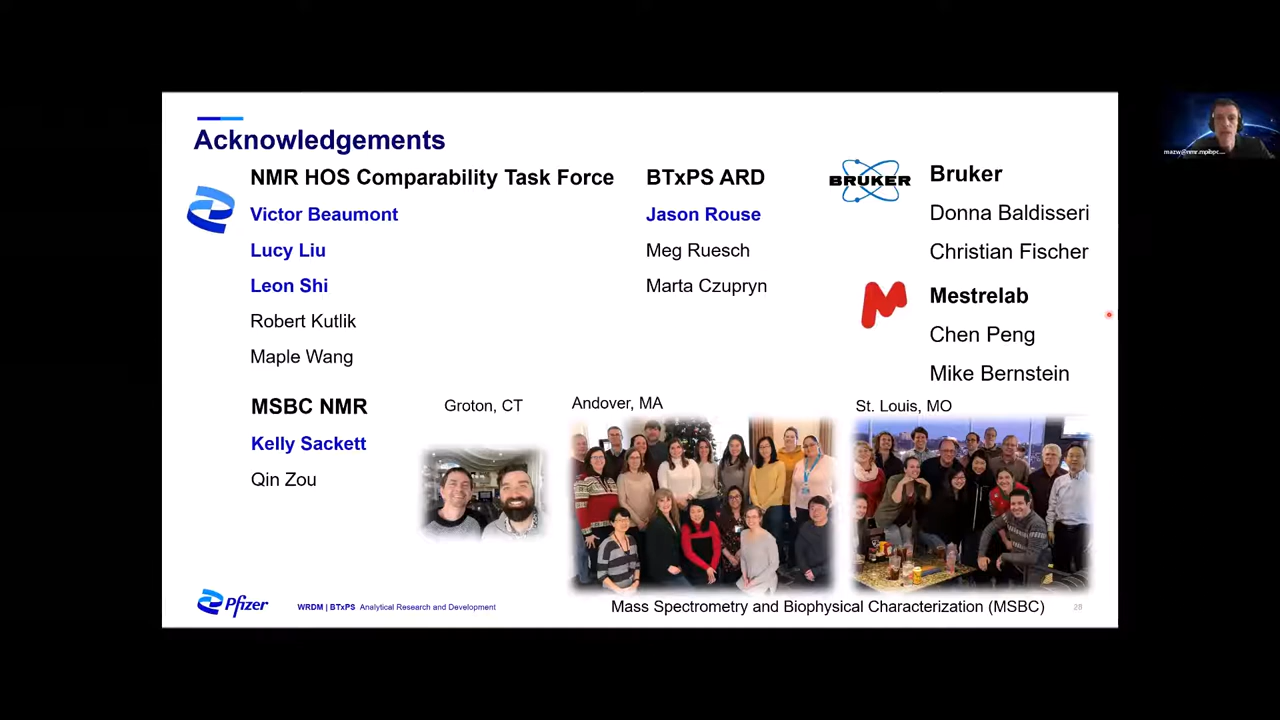 Acknowledgements
NMR HOS Comparability Task Force
Victor Beaumont
Lucy Liu
Leon Shi
Robert Kutlik
Maple Wang
MSBC NMR
Kelly Sackett
Qin Zou
BTxPS ARD
Jason Rouse
Meg Ruesch
Marta Czupryn
BRUKER
Bruker
Donna Baldisseri
Christian Fischer
Mestrelab
Chen Peng
Mike Bernstein
Groton, CT
Andover, MA
St. Louis, MO
Pfizer
WRDM | BTxPS Analytical Research and Development
Mass Spectrometry and Biophysical Characterization (MSBC)
28